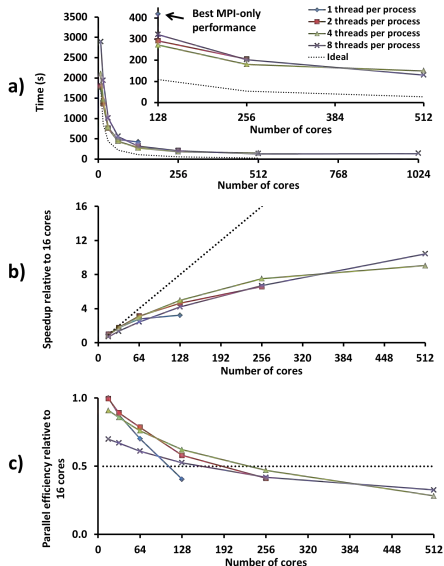 a)
Time (s)
3500
3000
2500
2000
1500
1000
500
0
0
256
512
768
1024
Number of cores
400
300
200
100
0
128
256
384
512
Number of cores
Best MPI-only
performance
1 thread per process
2 threads per process
4 threads per process
8 threads per process
Ideal
b)
Speedup relative to 16 cores
16
12
8
4
0
0
64
128
192
256
320
384
448
512
Number of cores
c)
Parallel efficiency relative to
16 cores
1.0
0.5
0.0
0
64
128
192
256
320
384
448
512
Number of cores